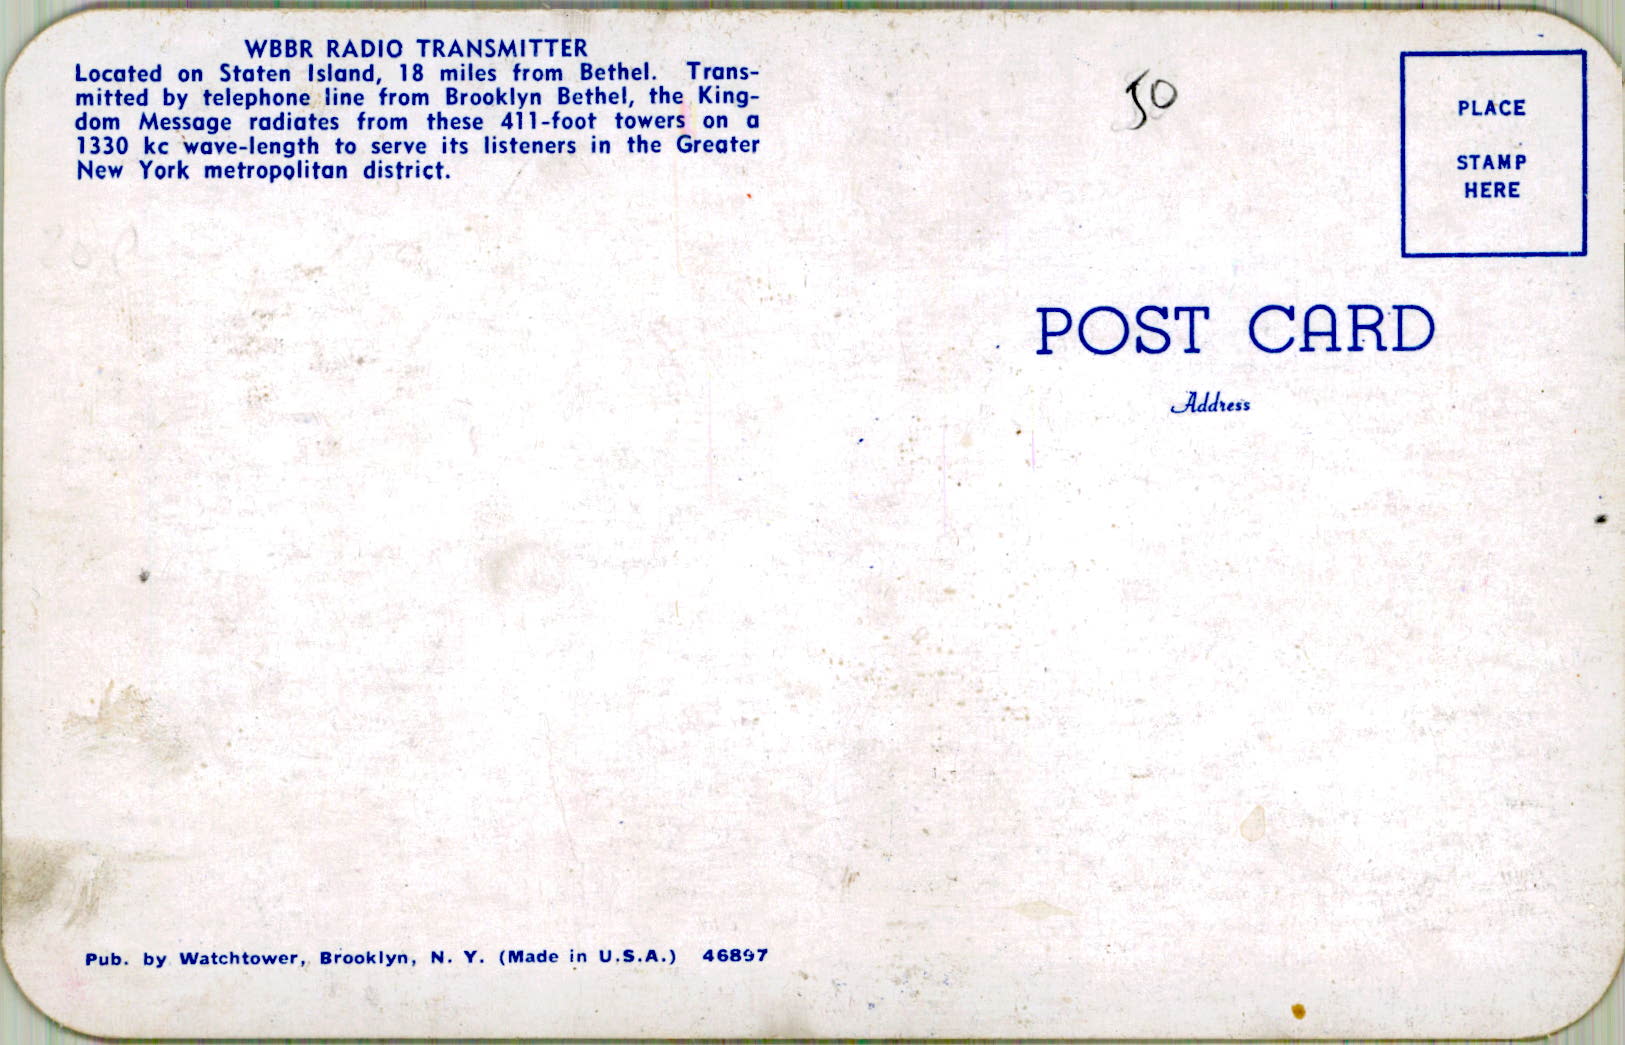 WBBR RADIO TRANSMITTER
Located on Staten Island, 18 miles from Bethel. Trans-
mitted by telephone line from Brooklyn Bethel, the King-
dom Message radiates from these 411-foot towers on a
1330 kc wave-length to serve its listeners in the Greater
New York metropolitan district.
50
PLACE
STAMP
HERE
POST CARD
Address
Pub. by Watchtower, Brooklyn, N. Y. (Made in U.S.A.) 46897